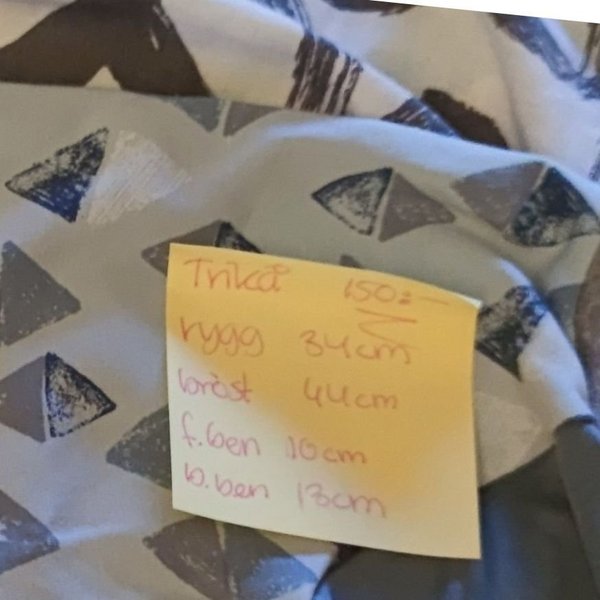 Trikå 150:-
rygg 34cm
bröst 44cm
f.ben 10cm
b.ben 13cm